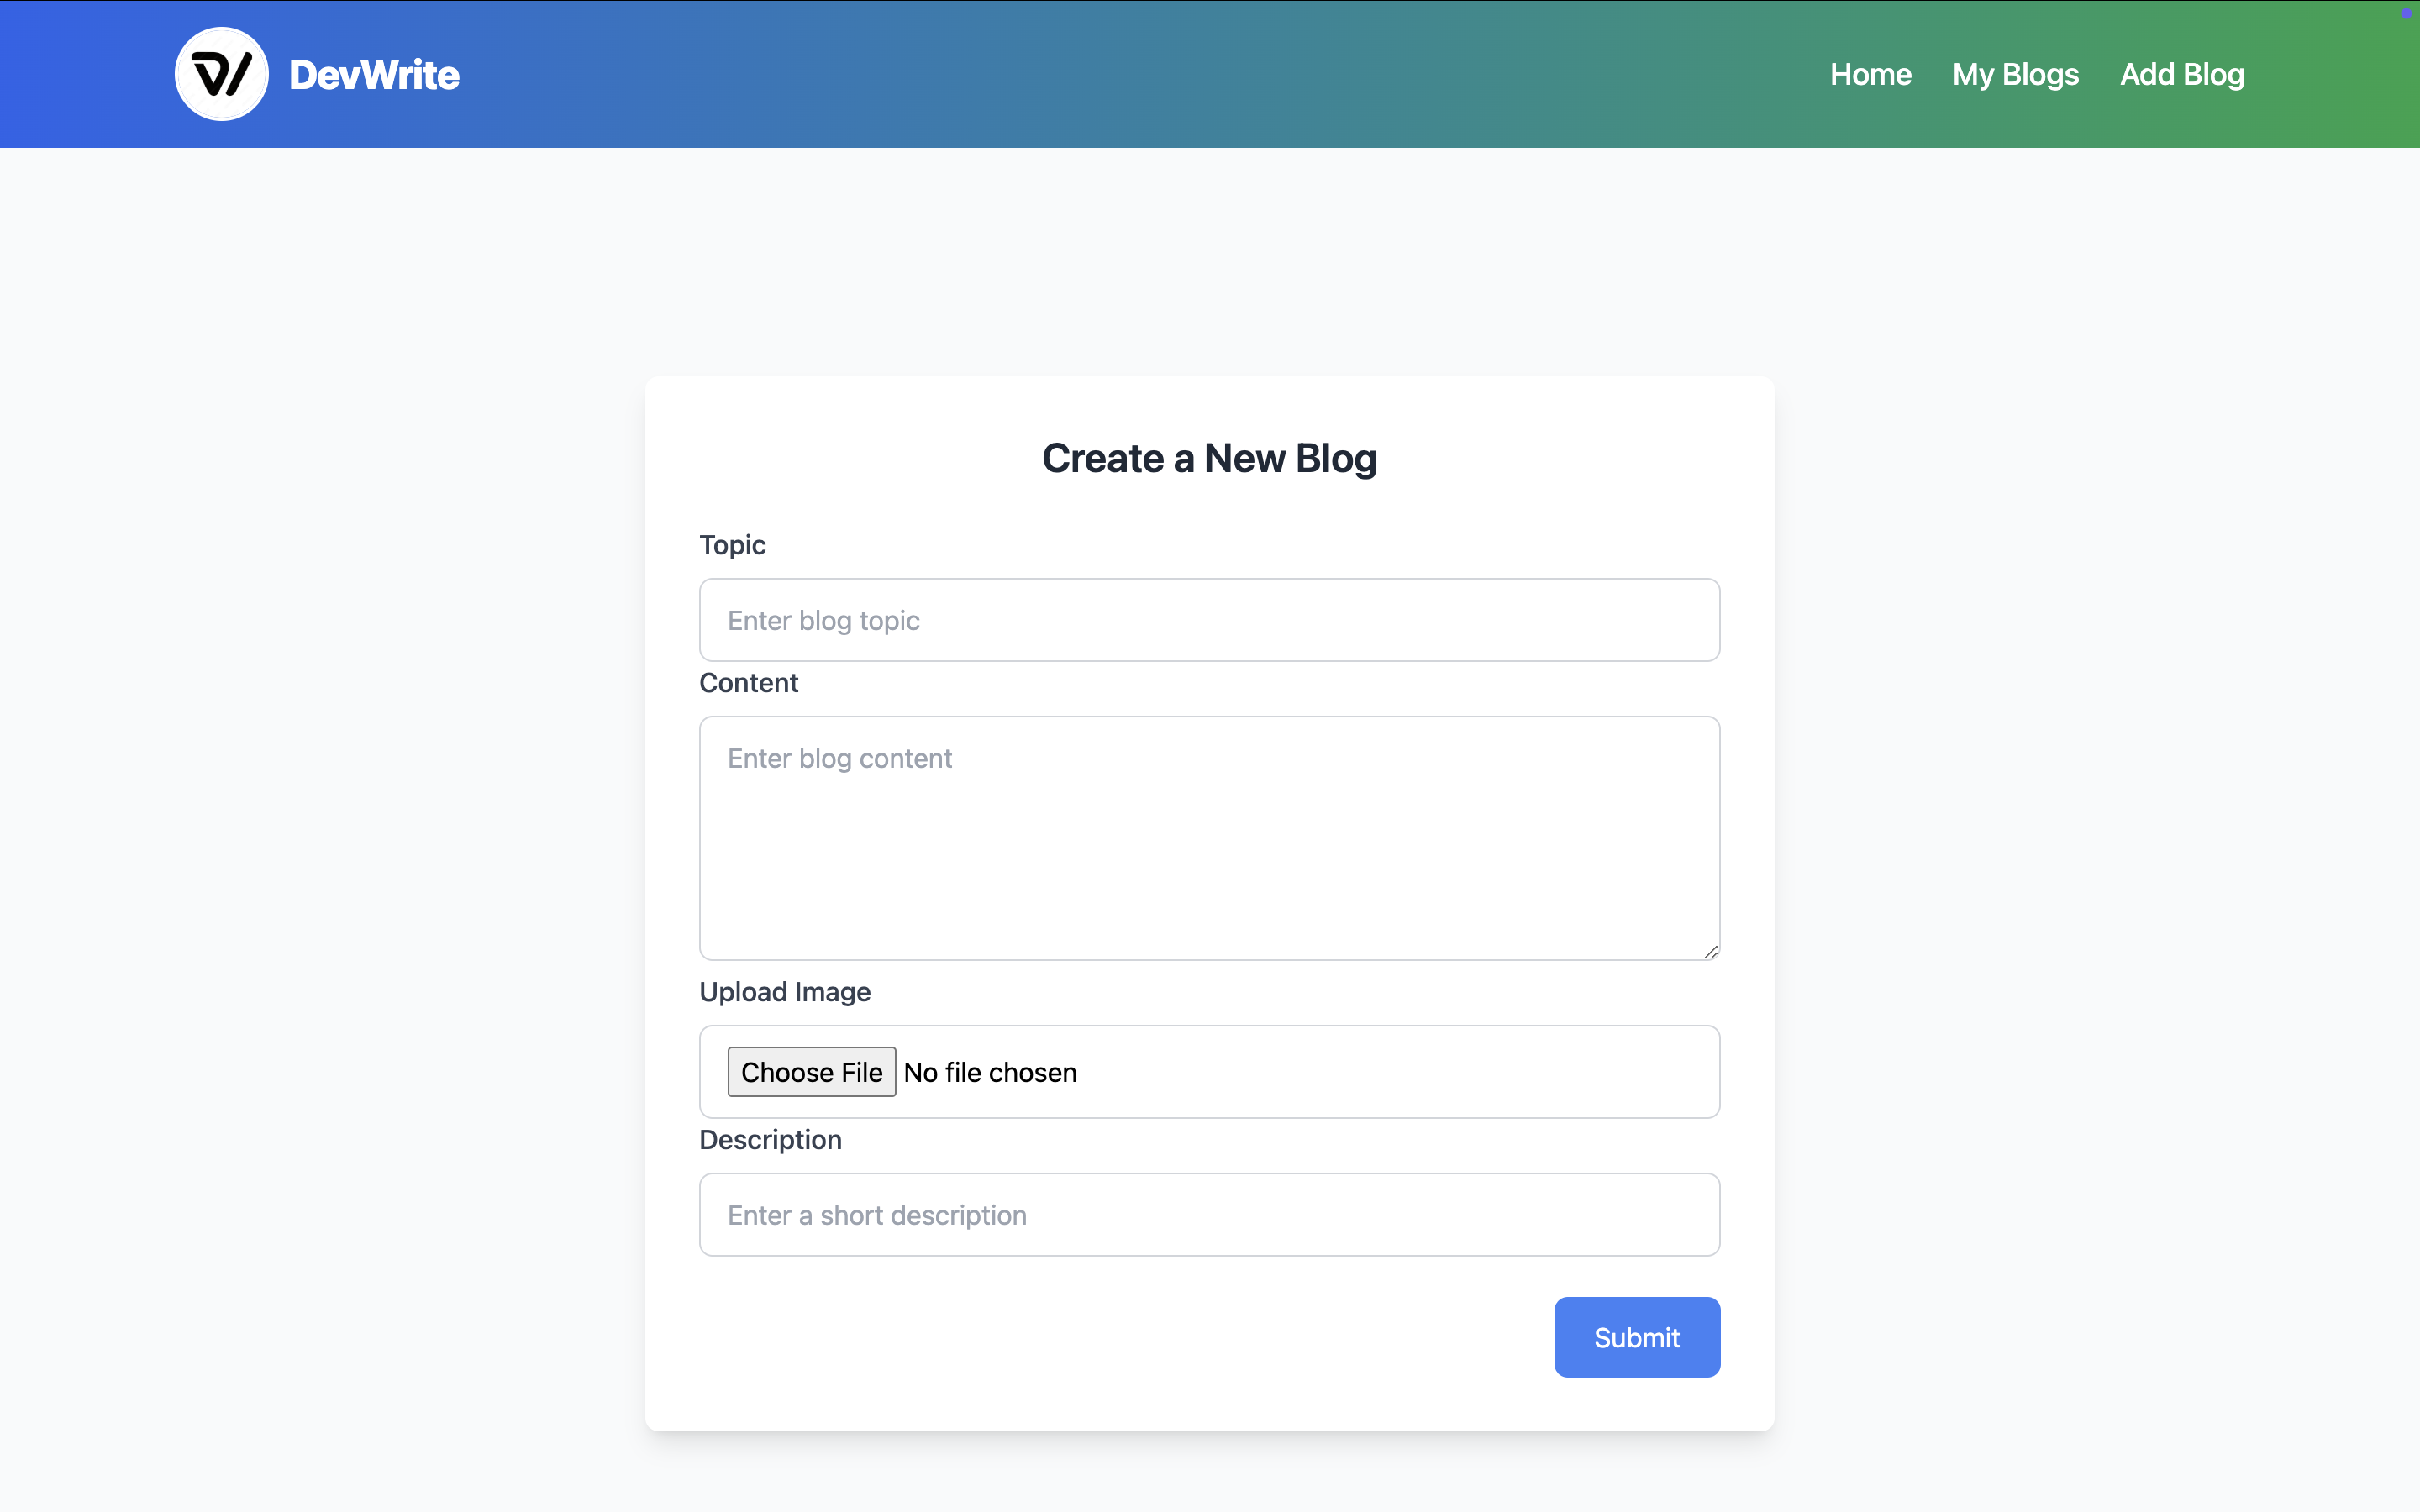 DevWrite
Home My Blogs Add Blog
Create a New Blog
Topic
Enter blog topic
Content
Enter blog content
Upload Image
Choose File No file chosen
Description
Enter a short description
Submit